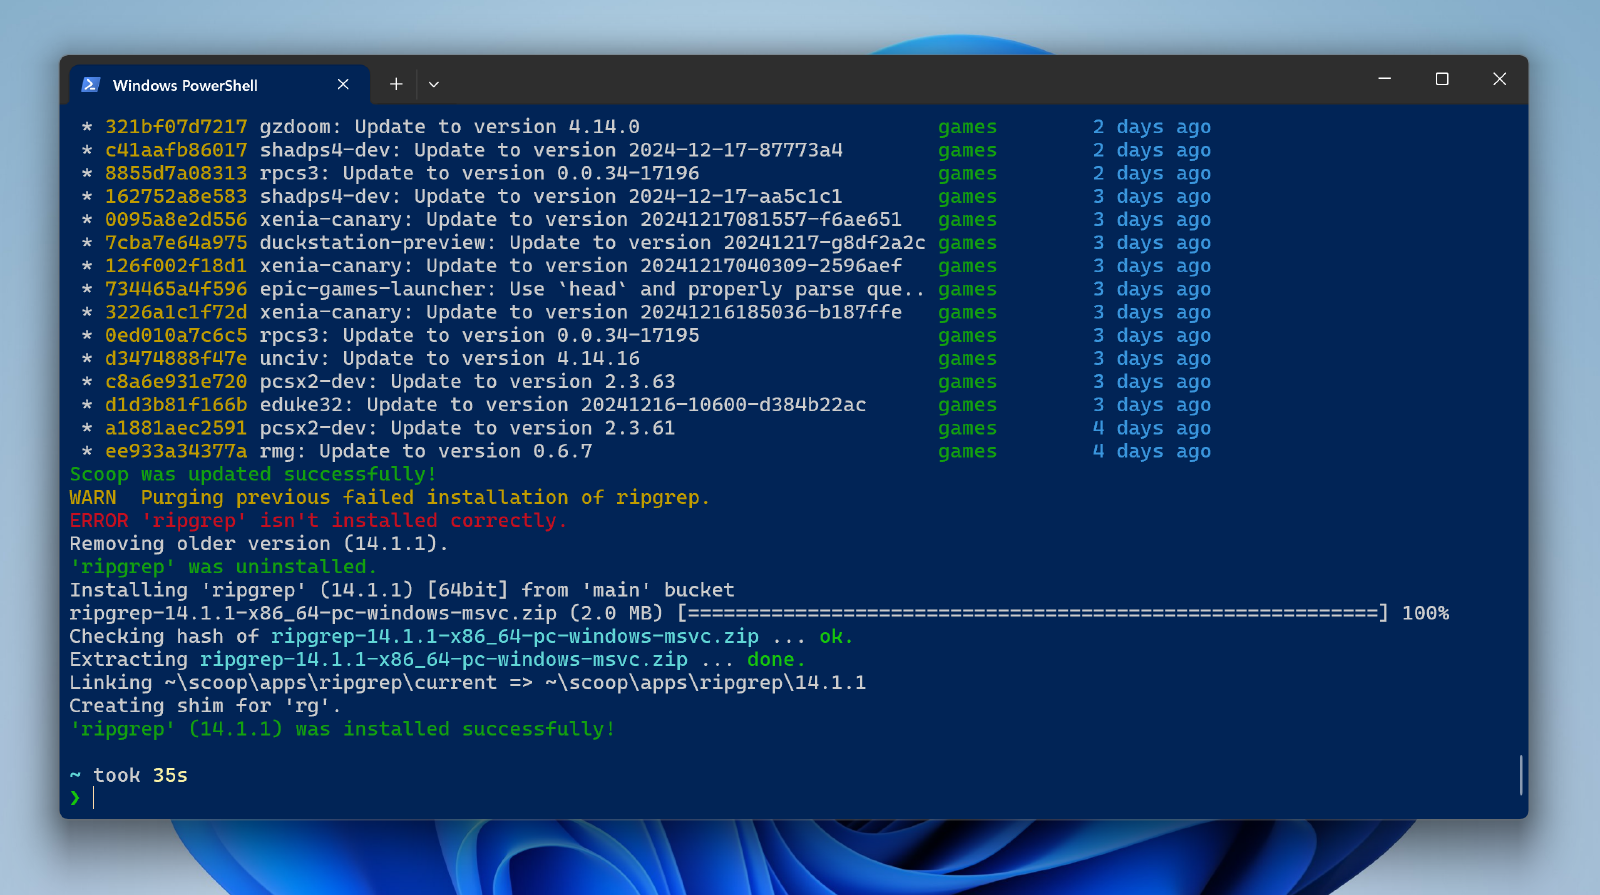 Windows PowerShell
* 321bf07d7217 gzdoom: Update to version 4.14.0 games 2 days ago
* c41aafb86017 shadps4-dev: Update to version 2024-12-17-87773a4 games 2 days ago
* 8855d7a08313 rpcs3: Update to version 0.0.34-17196 games 2 days ago
* 162752a8e583 shadps4-dev: Update to version 2024-12-17-aa5c1c1 games 3 days ago
* 0095a8e2d556 xenia-canary: Update to version 20241217081557-f6ae651 games 3 days ago
* 7cba7e64a975 duckstation-preview: Update to version 20241217-g8df2a2c games 3 days ago
* 126f002f18d1 xenia-canary: Update to version 20241217040309-2596aef games 3 days ago
* 734465a4f596 epic-games-launcher: Use `head` and properly parse que.. games 3 days ago
* 3226a1c1f72d xenia-canary: Update to version 20241216185036-b187ffe games 3 days ago
* 0ed010a7c6c5 rpcs3: Update to version 0.0.34-17195 games 3 days ago
* d3474888f47e unciv: Update to version 4.14.16 games 3 days ago
* c8a6e931e720 pcsx2-dev: Update to version 2.3.63 games 3 days ago
* d1d3b81f166b eduke32: Update to version 20241216-10600-d384b22ac games 3 days ago
* a1881aec2591 pcsx2-dev: Update to version 2.3.61 games 4 days ago
* ee933a34377a rmg: Update to version 0.6.7 games 4 days ago
Scoop was updated successfully!
WARN  Purging previous failed installation of ripgrep.
ERROR 'ripgrep' isn't installed correctly.
Removing older version (14.1.1).
'ripgrep' was uninstalled.
Installing 'ripgrep' (14.1.1) [64bit] from 'main' bucket
ripgrep-14.1.1-x86_64-pc-windows-msvc.zip (2.0 MB) [==========================================================] 100%
Checking hash of ripgrep-14.1.1-x86_64-pc-windows-msvc.zip ... ok.
Extracting ripgrep-14.1.1-x86_64-pc-windows-msvc.zip ... done.
Linking ~\scoop\apps\ripgrep\current => ~\scoop\apps\ripgrep\14.1.1
Creating shim for 'rg'.
'ripgrep' (14.1.1) was installed successfully!
~ took 35s
❯